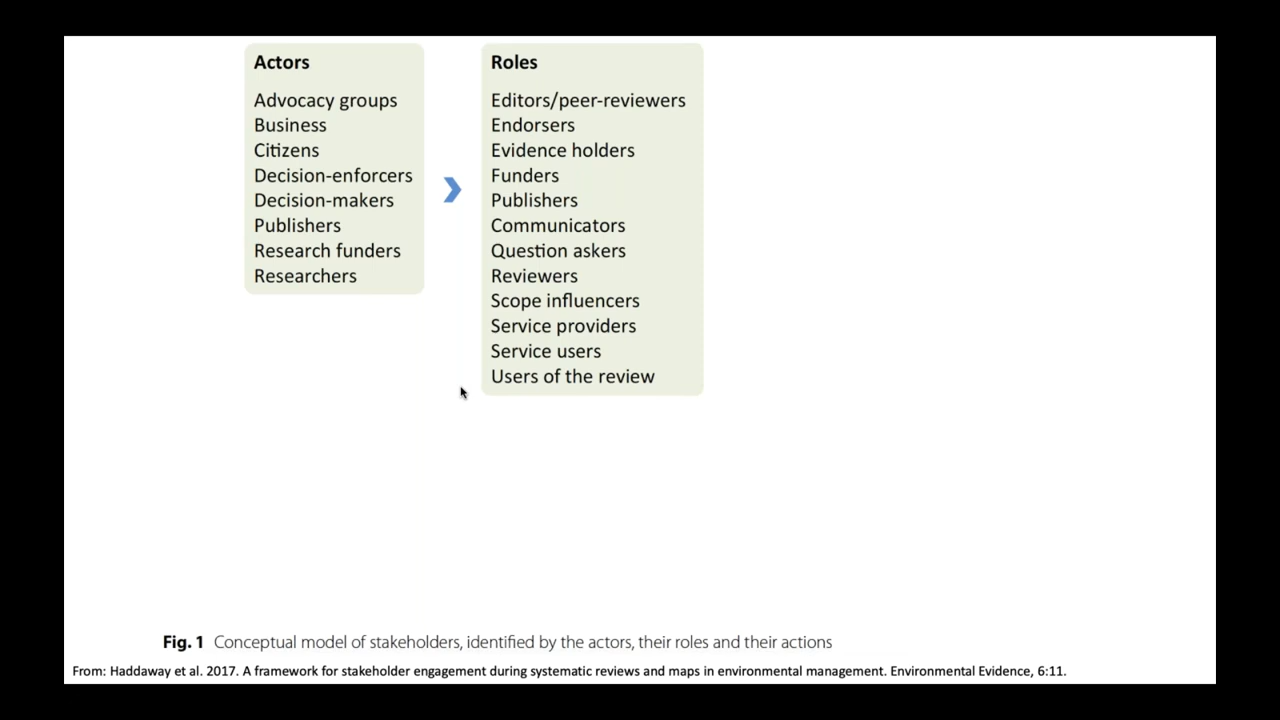 Actors
Advocacy groups
Business
Citizens
Decision-enforcers
Decision-makers
Publishers
Research funders
Researchers
Roles
Editors/peer-reviewers
Endorsers
Evidence holders
Funders
Publishers
Communicators
Question askers
Reviewers
Scope influencers
Service providers
Service users
Users of the review
Fig. 1 Conceptual model of stakeholders, identified by the actors, their roles and their actions
From: Haddaway et al. 2017. A framework for stakeholder engagement during systematic reviews and maps in environmental management. Environmental Evidence, 6:11.